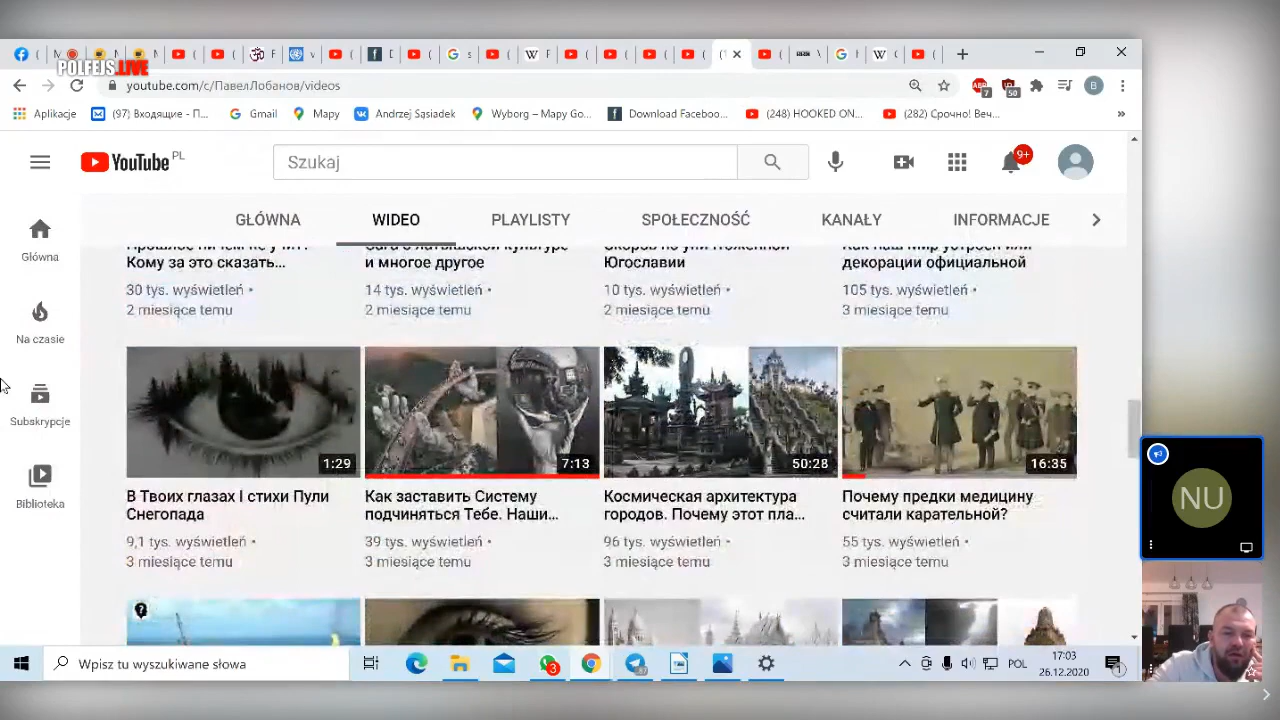 POLFEJS.LIVE
youtube.com/c/ПавелЛобанов/videos
7
50
B
Aplikacje
(97) Входящие - П...
Gmail
Mapy
Andrzej Sąsiadek
Wyborg – Mapy Go...
Download Faceboo...
(248) HOOKED ON...
(282) Срочно! Веч...
»
YouTube PL
Szukaj
9+
GŁÓWNA
WIDEO
PLAYLISTY
SPOŁECZNOŚĆ
KANAŁY
INFORMACJE
Główna
Na czasie
Subskrypcje
Biblioteka
Кому за это сказать...
30 tys. wyświetleń •
2 miesiące temu
и многое другое
14 tys. wyświetleń •
2 miesiące temu
Югославии
10 tys. wyświetleń •
2 miesiące temu
декорации официальной
105 tys. wyświetleń •
3 miesiące temu
1:29
В Твоих глазах I стихи Пули
Снегопада
9,1 tys. wyświetleń •
3 miesiące temu
7:13
Как заставить Систему
подчиняться Тебе. Наши...
39 tys. wyświetleń •
3 miesiące temu
50:28
Космическая архитектура
городов. Почему этот пла...
96 tys. wyświetleń •
3 miesiące temu
16:35
Почему предки медицину
считали карательной?
55 tys. wyświetleń •
3 miesiące temu
NU
Wpisz tu wyszukiwane słowa
3
POL
17:03
26.12.2020
1